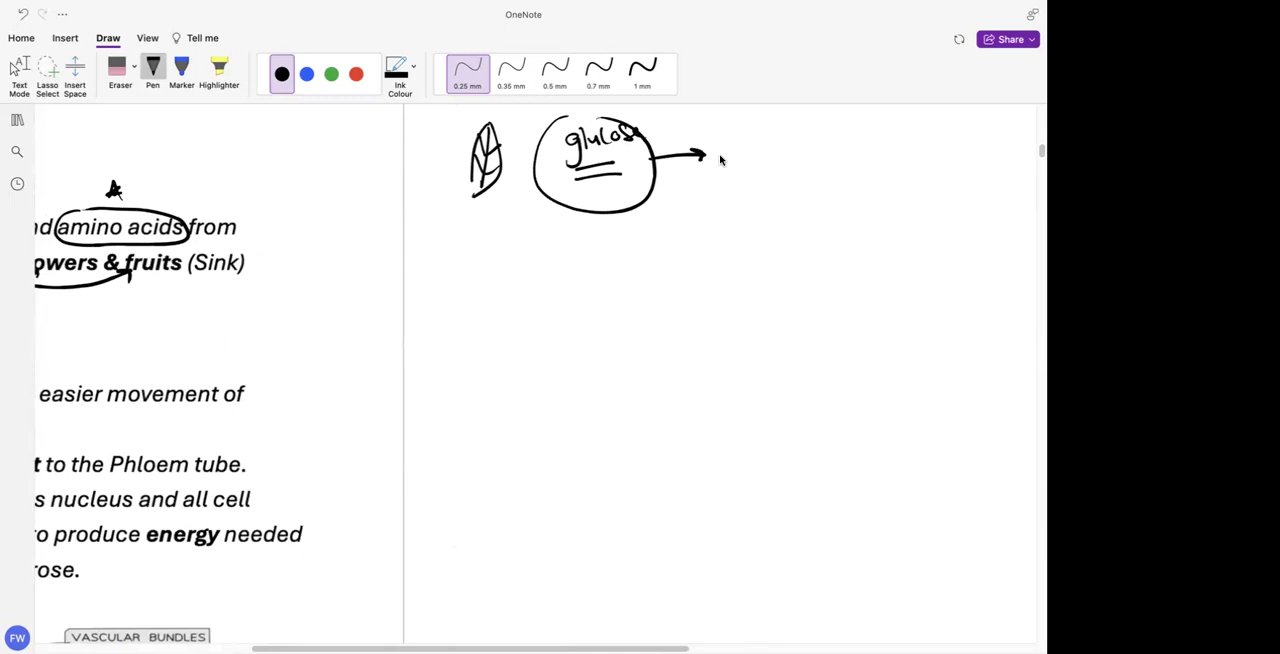 OneNote
Home Insert Draw View Tell me
Share
Text Mode
Lasso Select
Insert Space
Eraser
Pen
Marker
Highlighter
Ink Colour
0.25 mm
0.35 mm
0.5 mm
0.7 mm
1 mm
glucose
amino acids from
& fruits (Sink)
easier movement of
to the Phloem tube.
nucleus and all cell
produce energy needed
VASCULAR BUNDLES
FW